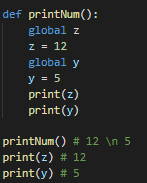 def printNum():
    global z
    z = 12
    global y
    y = 5
    print(z)
    print(y)

printNum() # 12 \n 5
print(z) # 12
print(y) # 5